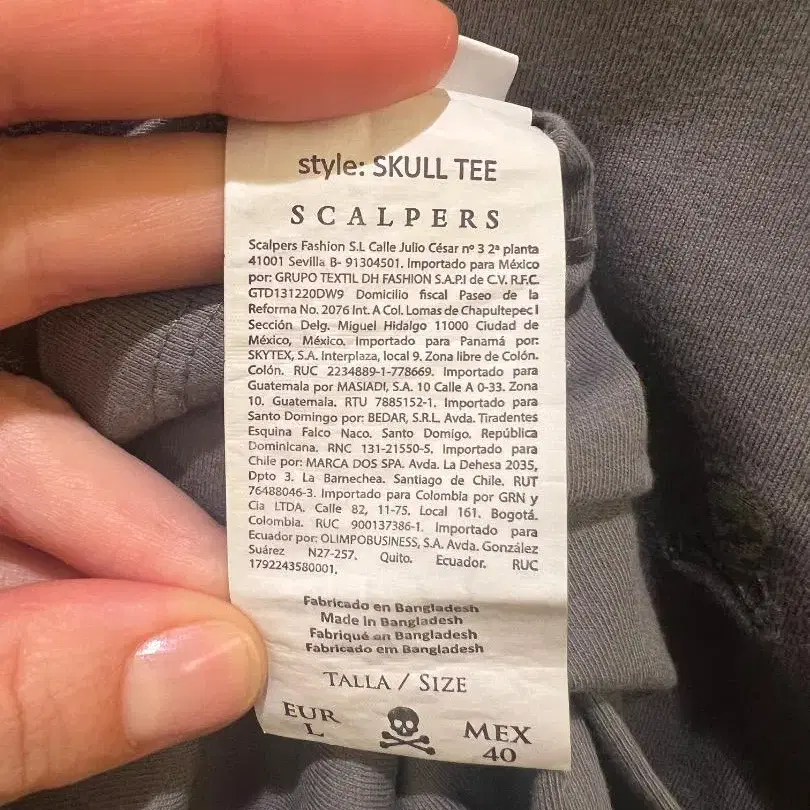 style: SKULL TEE
SCALPERS
Scalpers Fashion S.L Calle Julio César nº 3 2ª planta
41001 Sevilla B- 91304501. Importado para México
por: GRUPO TEXTIL DH FASHION S.A.P.I de C.V. R.F.C.
GTD131220DW9 Domicilio fiscal Paseo de la
Reforma No. 2076 Int. A Col. Lomas de Chapultepec I
Sección Delg. Miguel Hidalgo 11000 Ciudad de
México, México. Importado para Panamá por:
SKYTEX, S.A. Interplaza, local 9. Zona libre de Colón.
Colón. RUC 2234889-1-778669. Importado para
Guatemala por MASIADI, S.A. 10 Calle A 0-33. Zona
10. Guatemala. RTU 7885152-1. Importado para
Santo Domingo por: BEDAR, S.R.L. Avda. Tiradentes
Esquina Falco Naco. Santo Domigo. República
Dominicana. RNC 131-21550-5. Importado para
Chile por: MARCA DOS SPA. Avda. La Dehesa 2035,
Dpto 3. La Barnechea. Santiago de Chile. RUT
76488046-3. Importado para Colombia por GRN y
Cia LTDA. Calle 82, 11-75. Local 161. Bogotá.
Colombia. RUC 900137386-1. Importado para
Ecuador por: OLIMPOBUSINESS, S.A. Avda. González
Suárez N27-257. Quito. Ecuador. RUC
1792243580001.
Fabricado en Bangladesh
Made in Bangladesh
Fabriqué en Bangladesh
Fabricado em Bangladesh
TALLA / SIZE
EUR MEX
L 40